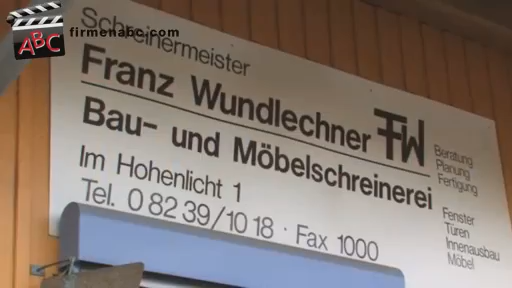 ABC
firmenabc.com
Schreinermeister
Franz Wundlechner FW
Bau- und Möbelschreinerei
Im Hohenlicht 1
Tel. 0 82 39/10 18 · Fax 1000
Beratung
Planung
Fertigung
Fenster
Türen
Innenausbau
Möbel